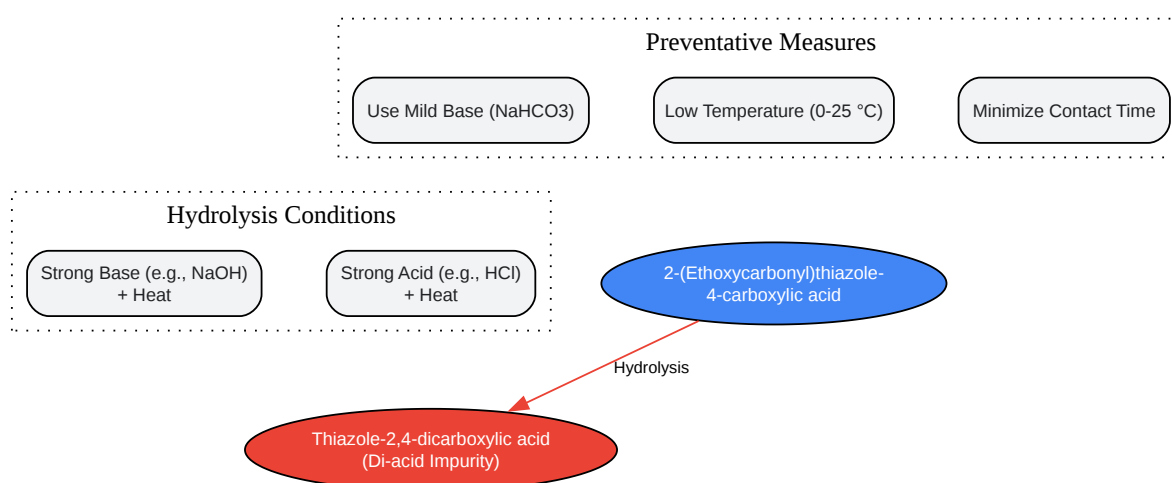 Preventative Measures
Use Mild Base (NaHCO3)
Low Temperature (0-25 °C)
Minimize Contact Time
Hydrolysis Conditions
Strong Base (e.g., NaOH)
+ Heat
Strong Acid (e.g., HCl)
+ Heat
2-(Ethoxycarbonyl)thiazole-
4-carboxylic acid
Hydrolysis
Thiazole-2,4-dicarboxylic acid
(Di-acid Impurity)